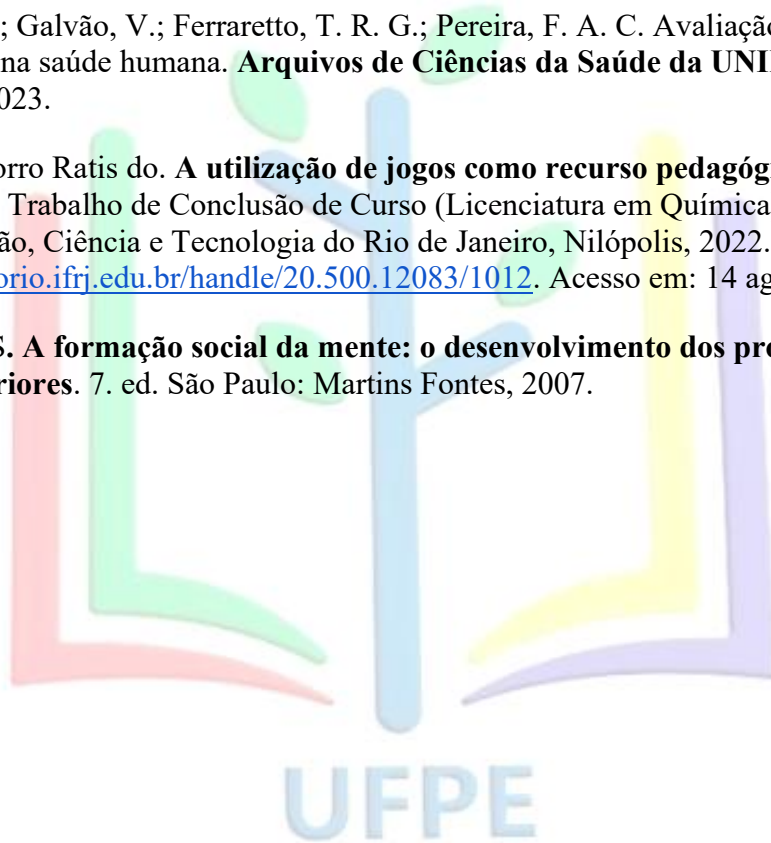 ; Galvão, V.; Ferraretto, T. R. G.; Pereira, F. A. C. Avaliação
na saúde humana. Arquivos de Ciências da Saúde da UNI
023.
orro Ratis do. A utilização de jogos como recurso pedagógi
Trabalho de Conclusão de Curso (Licenciatura em Química
ão, Ciência e Tecnologia do Rio de Janeiro, Nilópolis, 2022.
orio.ifrj.edu.br/handle/20.500.12083/1012. Acesso em: 14 ag
S. A formação social da mente: o desenvolvimento dos pro
riores. 7. ed. São Paulo: Martins Fontes, 2007.
UFPE